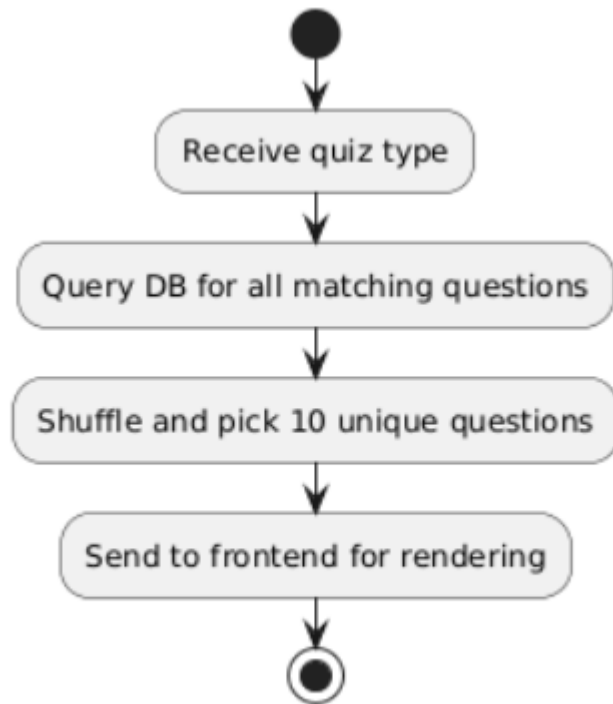 Receive quiz type
Query DB for all matching questions
Shuffle and pick 10 unique questions
Send to frontend for rendering